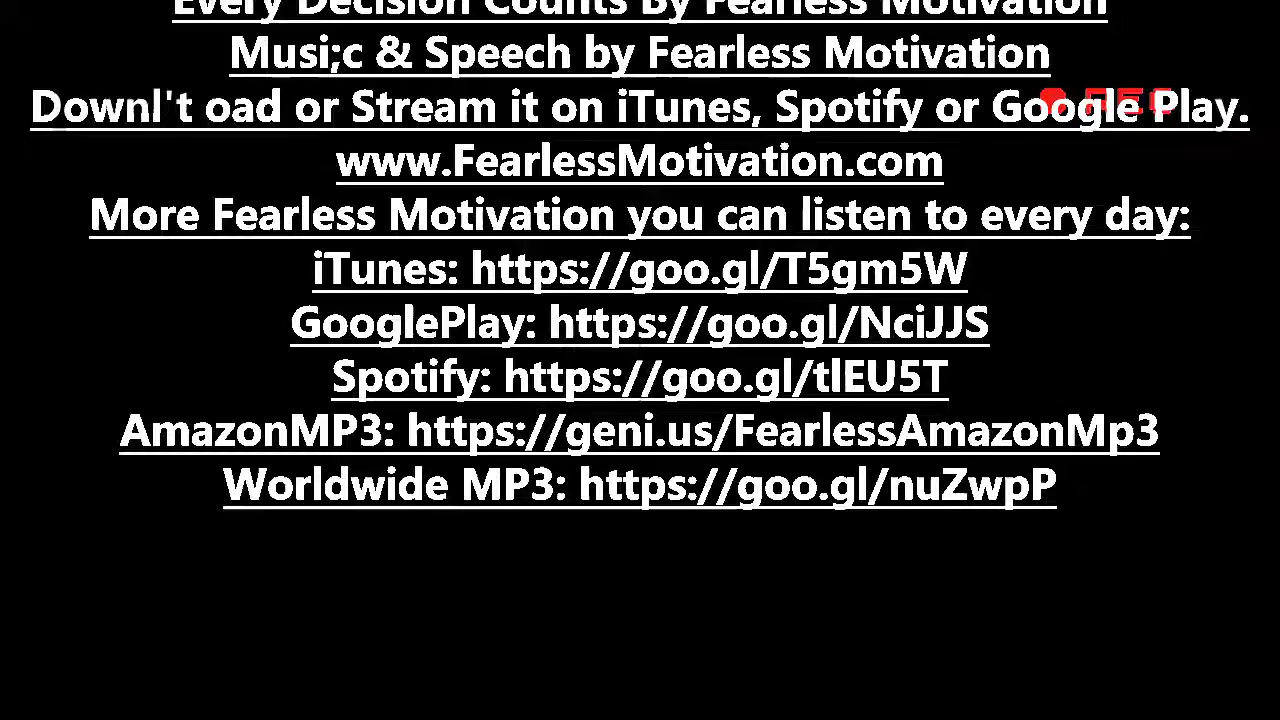 Every Decision Counts By Fearless Motivation
Musi;c & Speech by Fearless Motivation
Downl't oad or Stream it on iTunes, Spotify or Google Play.
REC
www.FearlessMotivation.com
More Fearless Motivation you can listen to every day:
iTunes: https://goo.gl/T5gm5W
GooglePlay: https://goo.gl/NciJJS
Spotify: https://goo.gl/tlEU5T
AmazonMP3: https://geni.us/FearlessAmazonMp3
Worldwide MP3: https://goo.gl/nuZwpP